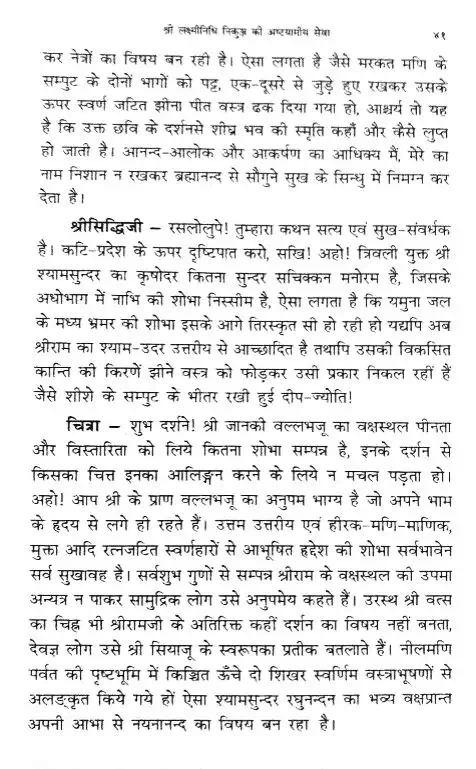 श्री लक्ष्मीनिधि निकुञ्ज की अष्टयामीय सेवा ४१
कर नेत्रों का विषय बन रही है। ऐसा लगता है जैसे मरकत मणि के
सम्पुट के दोनों भागों को पट्ट, एक-दूसरे से जुड़े हुए रखकर उसके
ऊपर स्वर्ण जटित झीना पीत वस्त्र ढक दिया गया हो, आश्चर्य तो यह
है कि उक्त छवि के दर्शनसे शीघ्र भव की स्मृति कहाँ और कैसे लुप्त
हो जाती है। आनन्द-आलोक और आकर्षण का आधिक्य मैं, मेरे का
नाम निशान न रखकर ब्रह्मानन्द से सौगुने सुख के सिन्धु में निमग्न कर
देता है।
श्रीसिद्धिजी – रसलोलुपे! तुम्हारा कथन सत्य एवं सुख-संवर्धक
है। कटि-प्रदेश के ऊपर दृष्टिपात करो, सखि! अहो! त्रिवली युक्त श्री
श्यामसुन्दर का कृषोदर कितना सुन्दर सचिक्कन मनोरम है, जिसके
अधोभाग में नाभि की शोभा निस्सीम है, ऐसा लगता है कि यमुना जल
के मध्य भ्रमर की शोभा इसके आगे तिरस्कृत सी हो रही हो यद्यपि अब
श्रीराम का श्याम-उदर उत्तरीय से आच्छादित है तथापि उसकी विकसित
कान्ति की किरणें झीने वस्त्र को फोड़कर उसी प्रकार निकल रहीं हैं
जैसे शीशे के सम्पुट के भीतर रखी हुई दीप-ज्योति!
चित्रा – शुभ दर्शने! श्री जानकी वल्लभजू का वक्षस्थल पीनता
और विस्तारिता को लिये कितना शोभा सम्पन्न है, इनके दर्शन से
किसका चित्त इनका आलिङ्गन करने के लिये न मचल पड़ता हो।
अहो! आप श्री के प्राण वल्लभजू का अनुपम भाग्य है जो अपने भाम
के हृदय से लगे ही रहते हैं। उत्तम उत्तरीय एवं हीरक-मणि-माणिक,
मुक्ता आदि रत्नजटित स्वर्णहारों से आभूषित हृद्देश की शोभा सर्वभावेन
सर्व सुखावह है। सर्वशुभ गुणों से सम्पन्न श्रीराम के वक्षस्थल की उपमा
अन्यत्र न पाकर सामुद्रिक लोग उसे अनुपमेय कहते हैं। उरस्थ श्री वत्स
का चिह्न भी श्रीरामजी के अतिरिक्त कहीं दर्शन का विषय नहीं बनता,
देवज्ञ लोग उसे श्री सियाजू के स्वरूपका प्रतीक बतलाते हैं। नीलमणि
पर्वत की पृष्टभूमि में किञ्चित ऊँचे दो शिखर स्वर्णिम वस्त्राभूषणों से
अलङ्कृत किये गये हों ऐसा श्यामसुन्दर रघुनन्दन का भव्य वक्षप्रान्त
अपनी आभा से नयनानन्द का विषय बन रहा है।